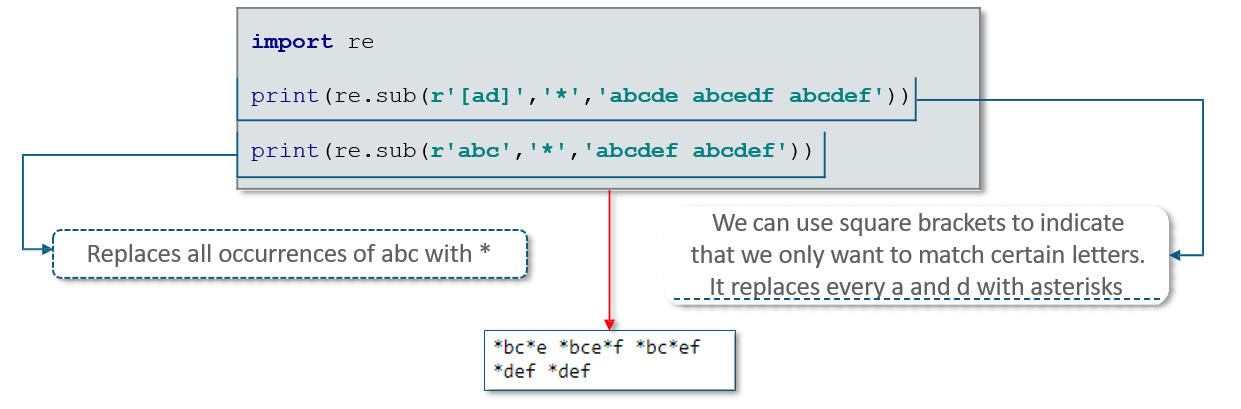 import re
print(re.sub(r'[ad]','*','abcde abcedf abcdef'))
print(re.sub(r'abc','*','abcdef abcdef'))
Replaces all occurrences of abc with *
We can use square brackets to indicate
that we only want to match certain letters.
It replaces every a and d with asterisks
*bc*e *bce*f *bc*ef
*def *def